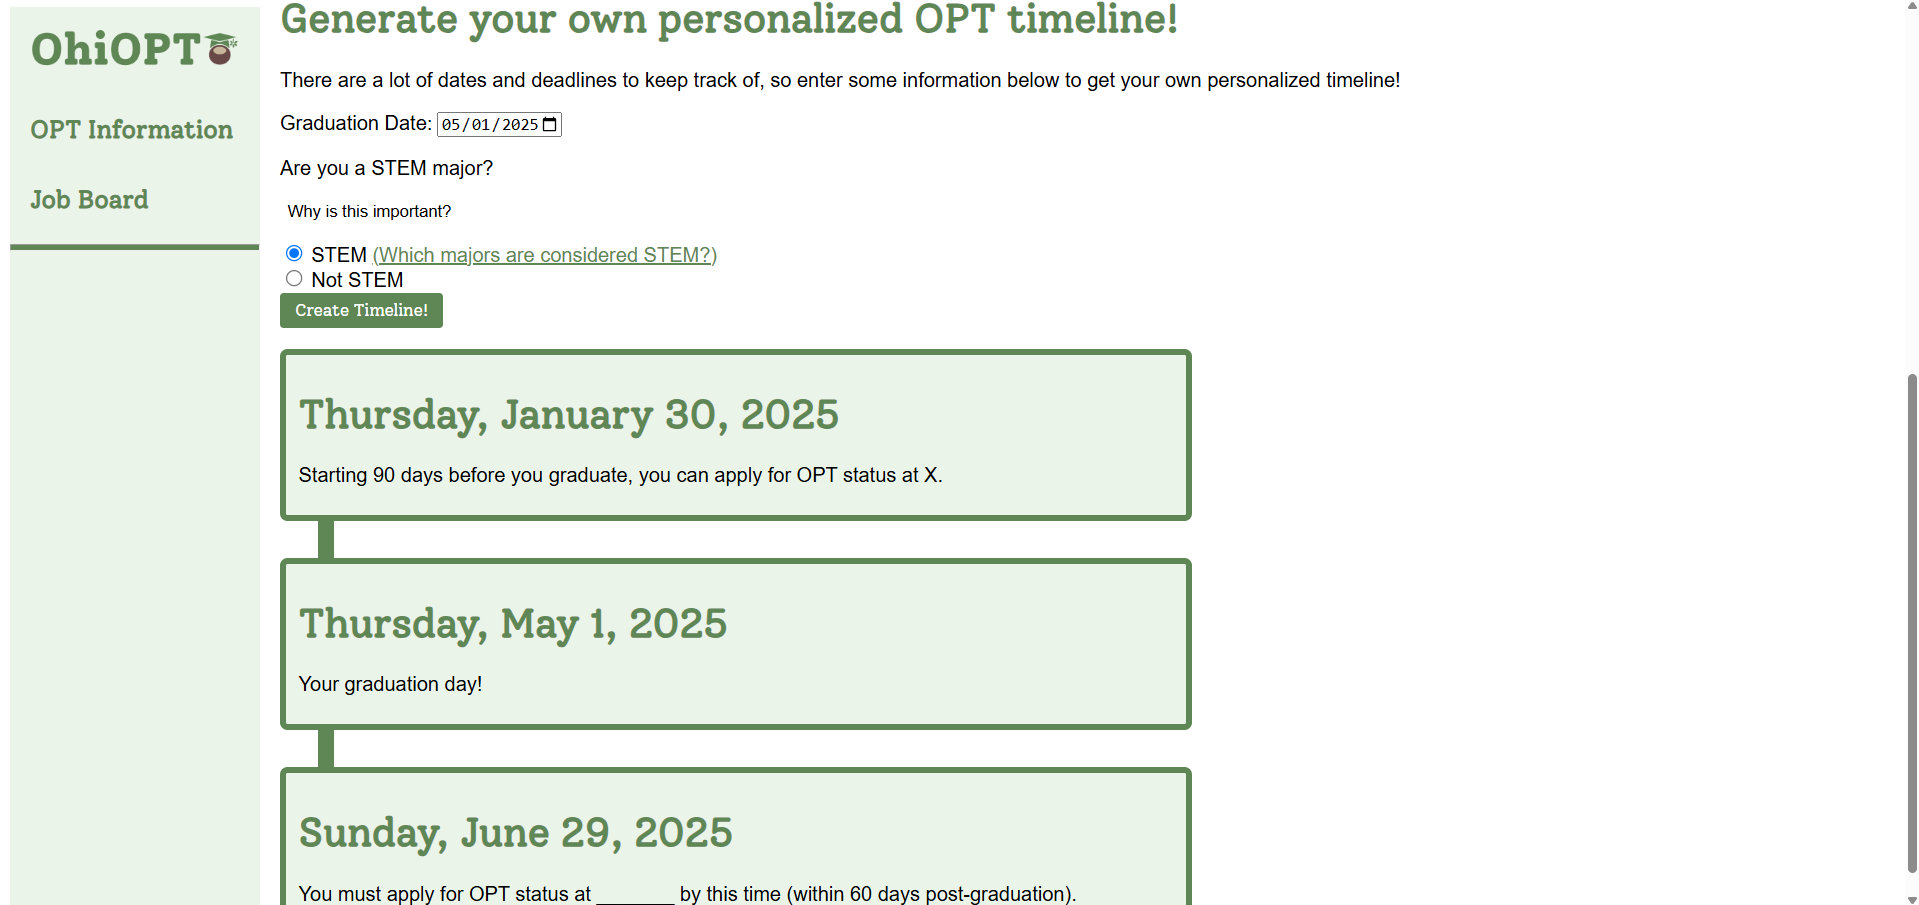 OhiOPT
OPT Information
Job Board
Generate your own personalized OPT timeline!
There are a lot of dates and deadlines to keep track of, so enter some information below to get your own personalized timeline!
Graduation Date: 05/01/2025
Are you a STEM major?
Why is this important?
STEM (Which majors are considered STEM?)
Not STEM
Create Timeline!
Thursday, January 30, 2025
Starting 90 days before you graduate, you can apply for OPT status at X.
Thursday, May 1, 2025
Your graduation day!
Sunday, June 29, 2025
You must apply for OPT status at _______ by this time (within 60 days post-graduation).